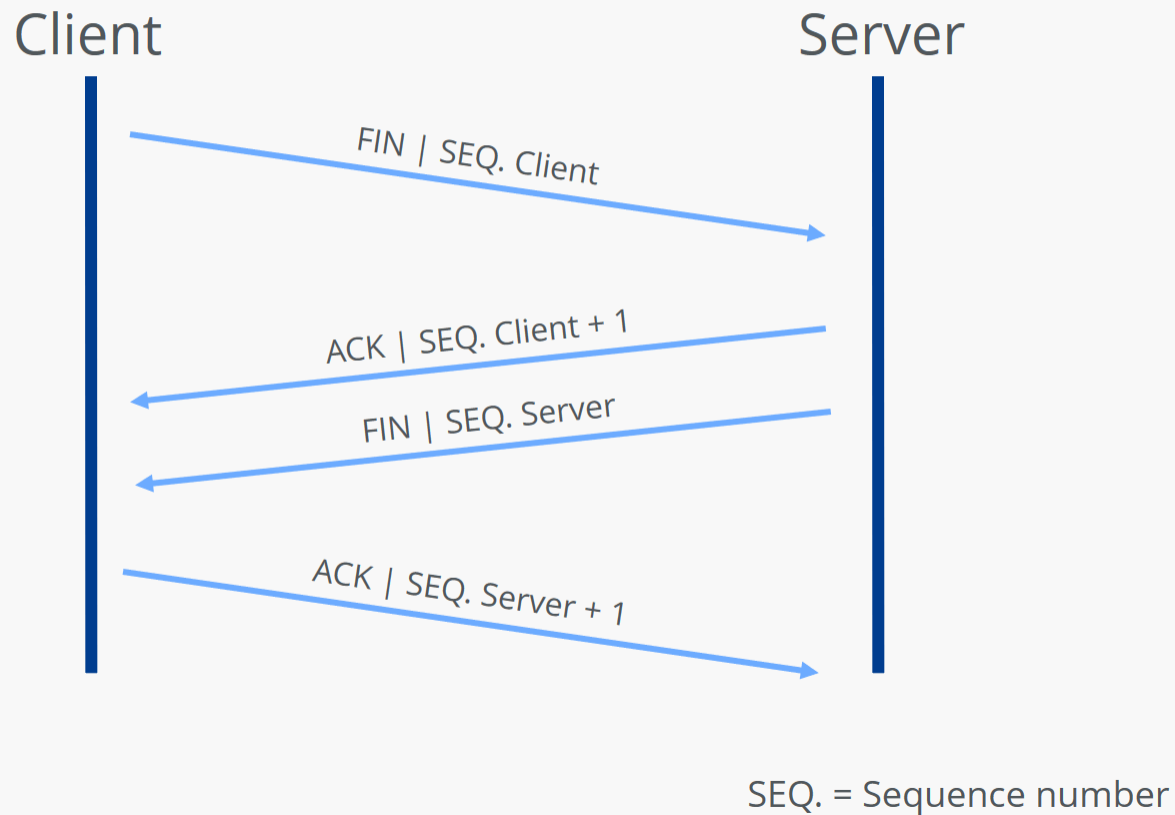 Client
Server
FIN | SEQ. Client
ACK | SEQ. Client + 1
FIN | SEQ. Server
ACK | SEQ. Server + 1
SEQ. = Sequence number